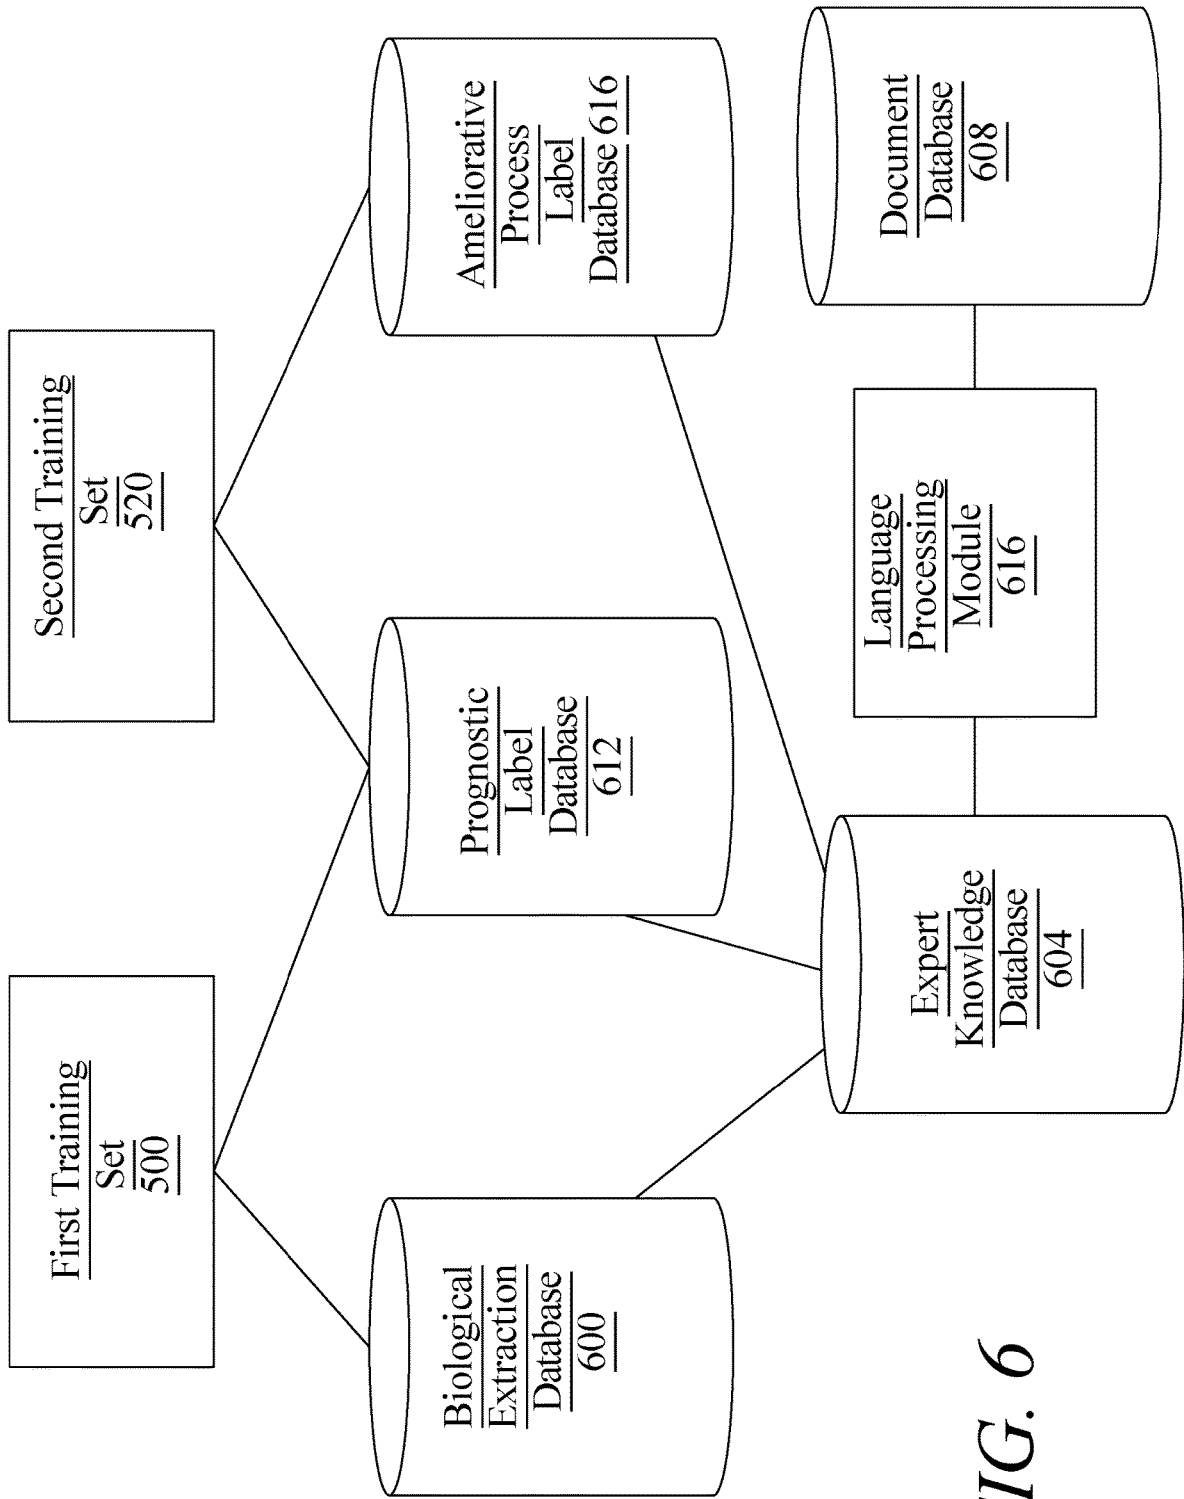 First Training
Set
500
Second Training
Set
520
Biological
Extraction
Database
600
Prognostic
Label
Database
612
Ameliorative
Process
Label
Database 616
Expert
Knowledge
Database
604
Language
Processing
Module
616
Document
Database
608
FIG. 6